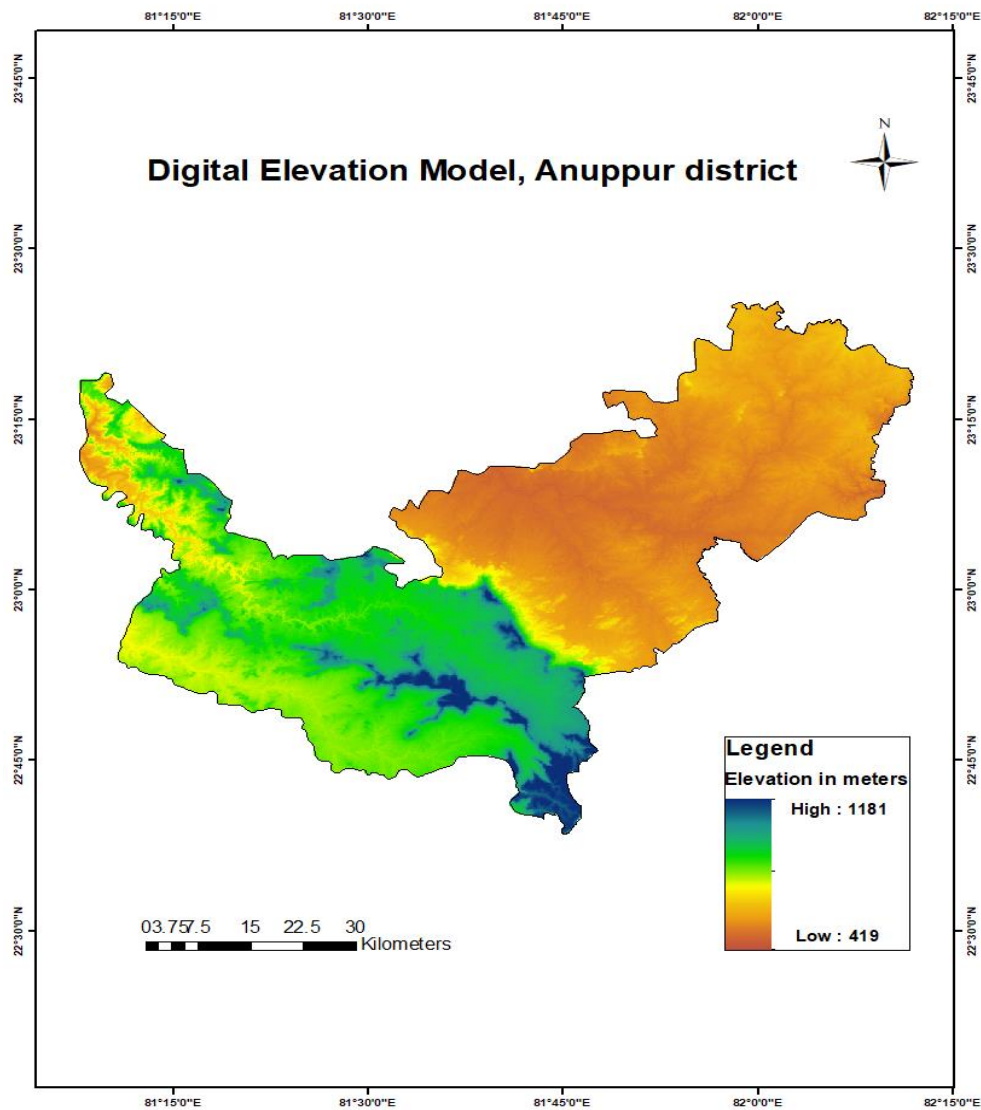 81°15'0"E 81°30'0"E 81°45'0"E 82°0'0"E 82°15'0"E
23°45'0"N 23°45'0"N
N
Digital Elevation Model, Anuppur district
23°30'0"N 23°30'0"N
23°15'0"N 23°15'0"N
23°0'0"N 23°0'0"N
22°45'0"N 22°45'0"N
Legend
Elevation in meters
High : 1181
Low : 419
22°30'0"N 22°30'0"N
0 3.75 7.5 15 22.5 30
Kilometers
81°15'0"E 81°30'0"E 81°45'0"E 82°0'0"E 82°15'0"E